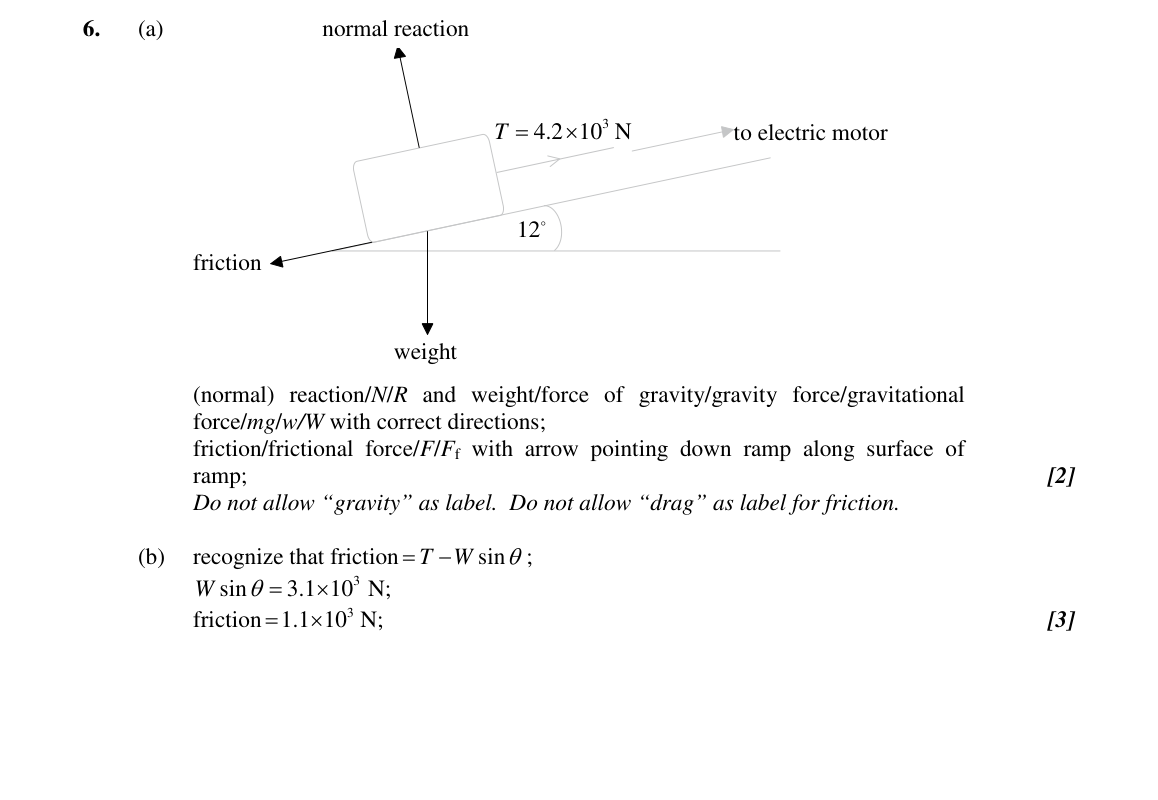 6. (a)
normal reaction
T = 4.2×10³ N
to electric motor
12°
friction
weight
(normal) reaction/N/R and weight/force of gravity/gravity force/gravitational
force/mg/w/W with correct directions;
friction/frictional force/F/Ff with arrow pointing down ramp along surface of
ramp; [2]
Do not allow “gravity” as label. Do not allow “drag” as label for friction.
(b) recognize that friction = T − W sin θ ;
W sin θ = 3.1×10³ N;
friction = 1.1×10³ N; [3]